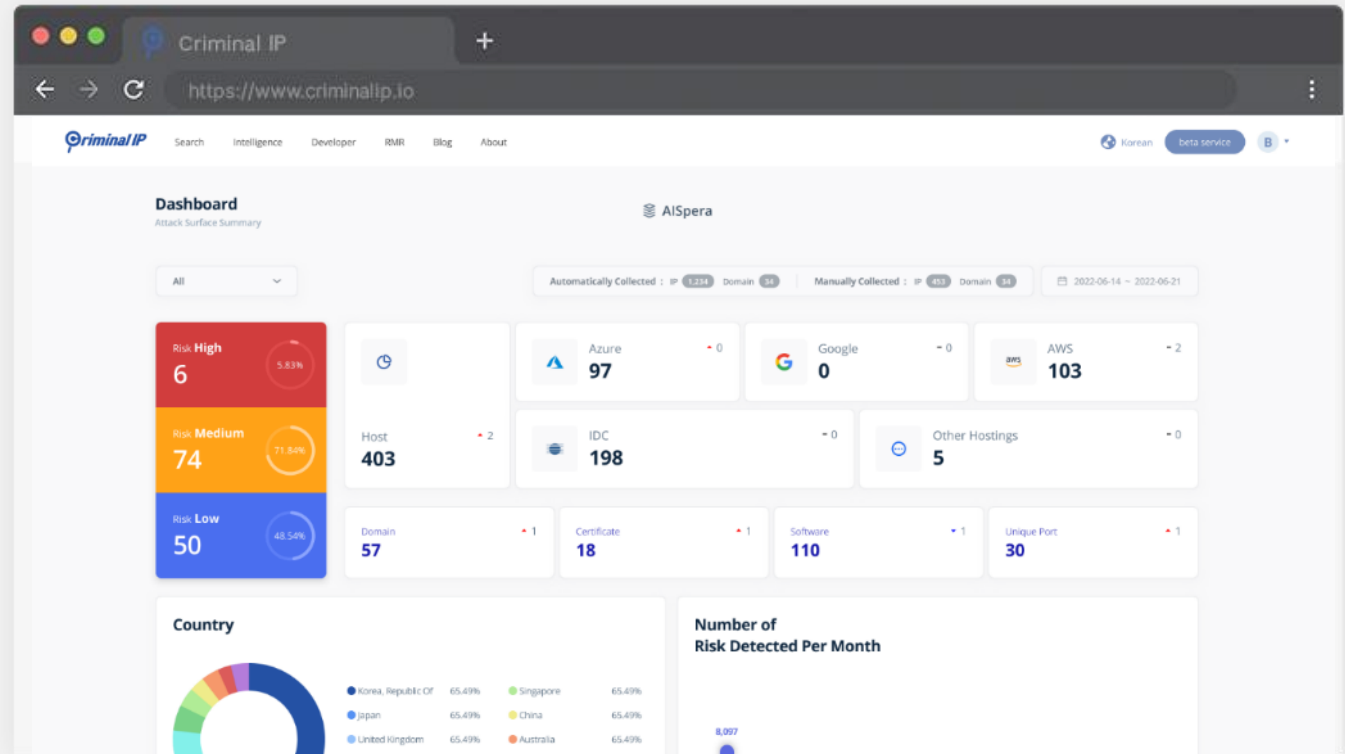 Criminal IP
+
https://www.criminalip.io
Criminal IP
Search Intelligence Developer RMR Blog About
Korean beta service B
Dashboard
Attack Surface Summary
AISpera
All
Automatically Collected : IP 1,234 Domain 34 Manually Collected : IP 453 Domain 34
2022-06-14 ~ 2022-06-21
Risk High
6
5.83%
Risk Medium
74
71.84%
Risk Low
50
48.54%
Host 2
403
Azure 0
97
Google - 0
0
aws
AWS - 2
103
IDC - 0
198
Other Hostings - 0
5
Domain 1
57
Certificate 1
18
Software 1
110
Unique Port 1
30
Country
Korea, Republic Of 65.49% Singapore 65.49%
Japan 65.49% China 65.49%
United Kingdom 65.49% Australia 65.49%
Number of
Risk Detected Per Month
8,097